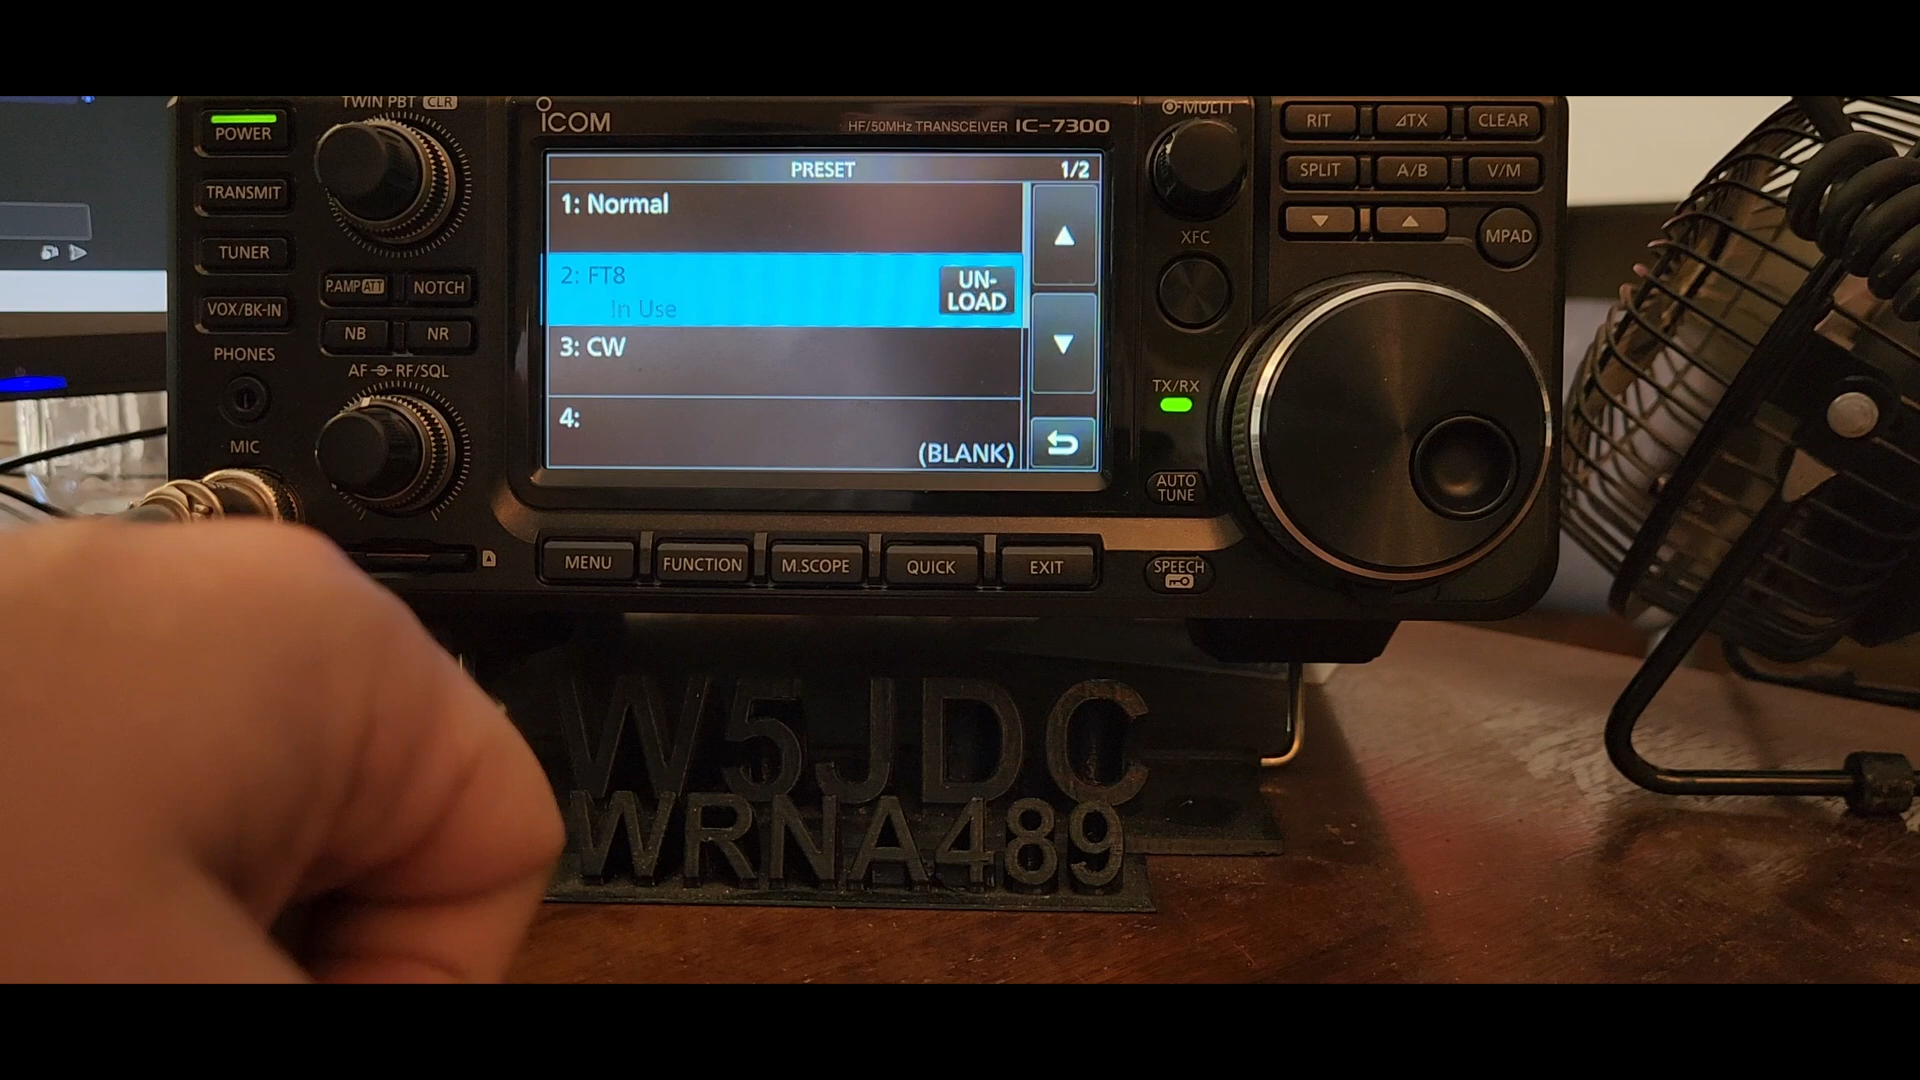 TWIN PBT CLR
POWER
TRANSMIT
TUNER
VOX/BK-IN
P.AMP ATT
NOTCH
NB
NR
PHONES
AF RF/SQL
MIC
ICOM
HF/50MHz TRANSCEIVER IC-7300
PRESET 1/2
1: Normal
2: FT8
In Use
UN-
LOAD
3: CW
4:
(BLANK)
MENU
FUNCTION
M.SCOPE
QUICK
EXIT
MULTI
XFC
TX/RX
AUTO
TUNE
SPEECH
RIT
⊿TX
CLEAR
SPLIT
A/B
V/M
MPAD
W5JDC
WRNA489